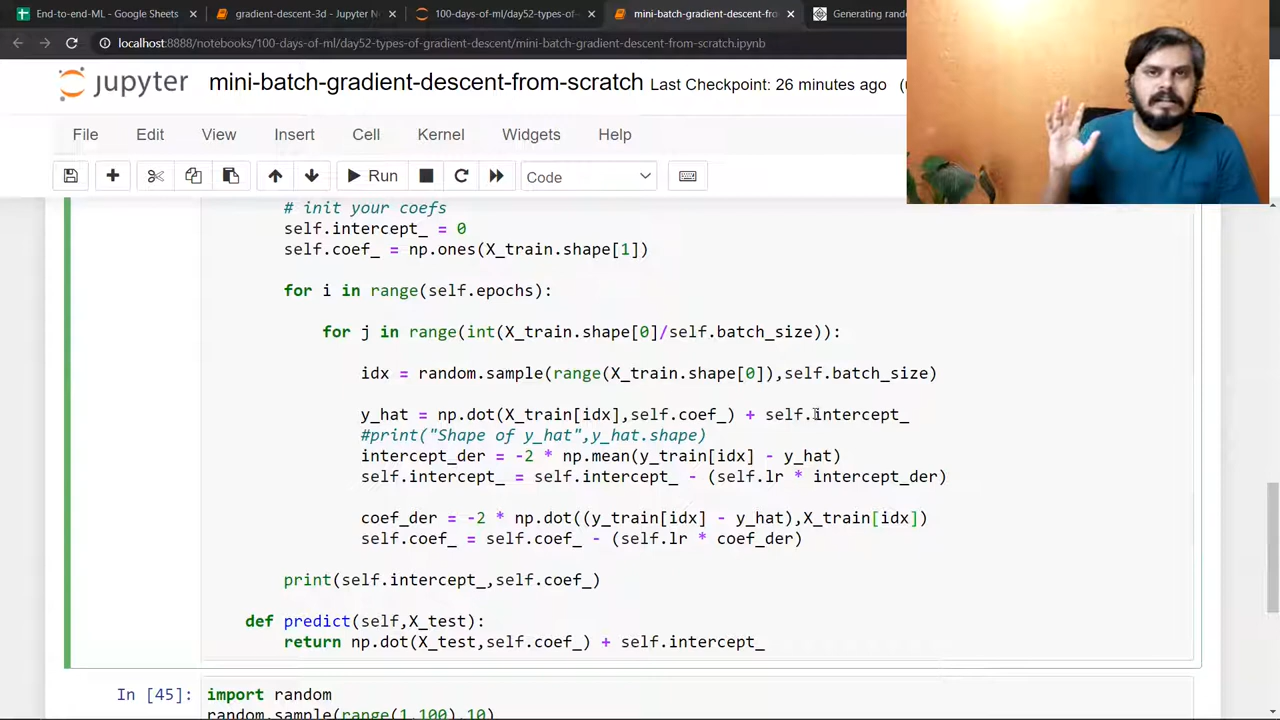 End-to-end-ML - Google Sheets
gradient-descent-3d - Jupyter N
100-days-of-ml/day52-types-of-
mini-batch-gradient-descent-fro
Generating rand
localhost:8888/notebooks/100-days-of-ml/day52-types-of-gradient-descent/mini-batch-gradient-descent-from-scratch.ipynb
jupyter mini-batch-gradient-descent-from-scratch Last Checkpoint: 26 minutes ago
File Edit View Insert Cell Kernel Widgets Help
Run Code
# init your coefs
self.intercept_ = 0
self.coef_ = np.ones(X_train.shape[1])
for i in range(self.epochs):
for j in range(int(X_train.shape[0]/self.batch_size)):
idx = random.sample(range(X_train.shape[0]),self.batch_size)
y_hat = np.dot(X_train[idx],self.coef_) + self.intercept_
#print("Shape of y_hat",y_hat.shape)
intercept_der = -2 * np.mean(y_train[idx] - y_hat)
self.intercept_ = self.intercept_ - (self.lr * intercept_der)
coef_der = -2 * np.dot((y_train[idx] - y_hat),X_train[idx])
self.coef_ = self.coef_ - (self.lr * coef_der)
print(self.intercept_,self.coef_)
def predict(self,X_test):
return np.dot(X_test,self.coef_) + self.intercept_
In [45]: import random
random.sample(range(1,100),10)